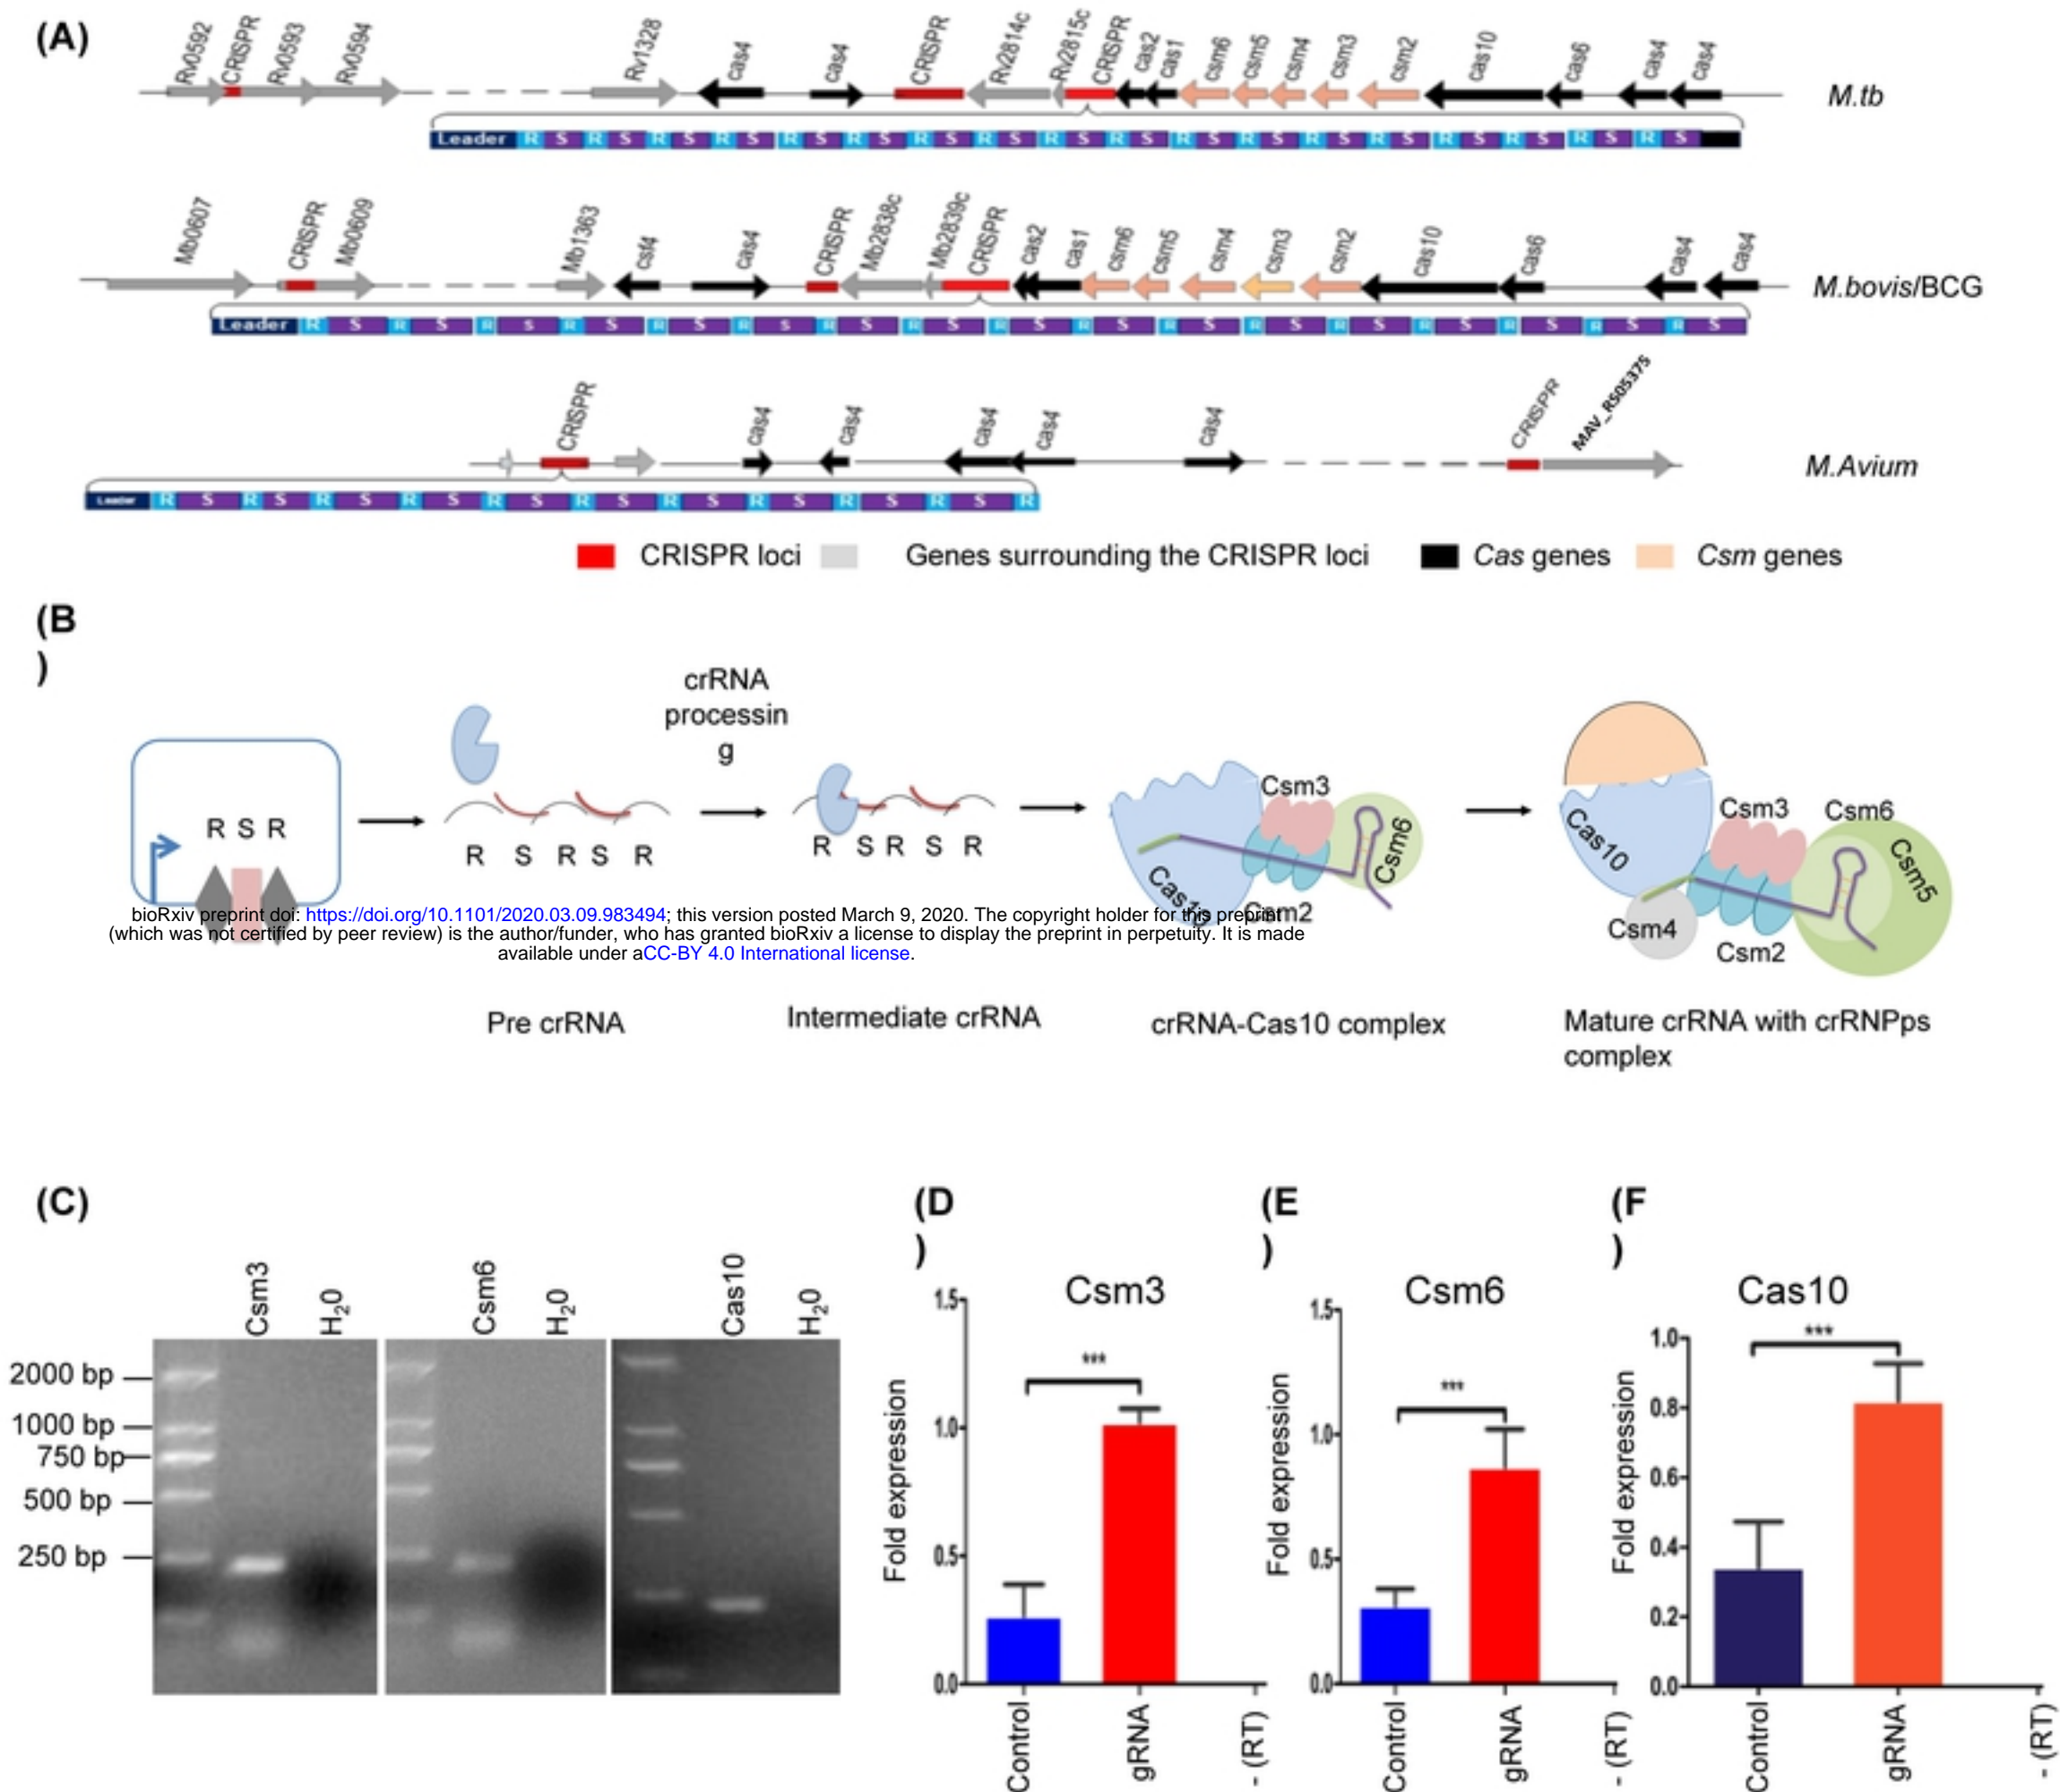 (A)
Rv0592 CRISPR Rv0593 Rv0594 Rv1328 cas4 cas4 CRISPR Rv2814c Rv2815c CRISPR cas2 cas1 csm6 csm5 csm4 csm3 csm2 cas10 cas6 cas4 cas4
M.tb
Leader R S R S R S R S R S R S R S R S R S R S R S R S R S R S R S R S R S R S
Mb0607 CRISPR Mb0609 Mb1363 csf4 cas4 CRISPR Mb2838c Mb2839c CRISPR cas2 cas1 csm6 csm5 csm4 csm3 csm2 cas10 cas6 cas4 cas4
M.bovis/BCG
Leader R S R S R s R S R S R s R S R S R S R S R S R S R S R S R S R S R S
CRISPR cas4 cas4 cas4 cas4 cas4 CRISPR MAV_RS05375
M.Avium
Leader R S R S R S R S R S R S R S R S R S R S R
CRISPR loci Genes surrounding the CRISPR loci Cas genes Csm genes
(B
)
crRNA
processin
g
R S R
R S R S R
R S R S R
Csm3 Csm6 Cas10 Csm2
Cas10 Csm3 Csm6 Csm5 Csm4 Csm2
bioRxiv preprint doi: https://doi.org/10.1101/2020.03.09.983494; this version posted March 9, 2020. The copyright holder for this preprint
(which was not certified by peer review) is the author/funder, who has granted bioRxiv a license to display the preprint in perpetuity. It is made
available under aCC-BY 4.0 International license.
Pre crRNA
Intermediate crRNA
crRNA-Cas10 complex
Mature crRNA with crRNPps
complex
(C)
Csm3 H20 Csm6 H20 Cas10 H20
2000 bp
1000 bp
750 bp
500 bp
250 bp
(D
)
Csm3
Fold expression
1.5
1.0
0.5
0.0
***
Control gRNA - (RT)
(E
)
Csm6
Fold expression
1.5
1.0
0.5
0.0
***
Control gRNA - (RT)
(F
)
Cas10
Fold expression
1.0
0.8
0.6
0.4
0.2
0.0
***
Control gRNA - (RT)